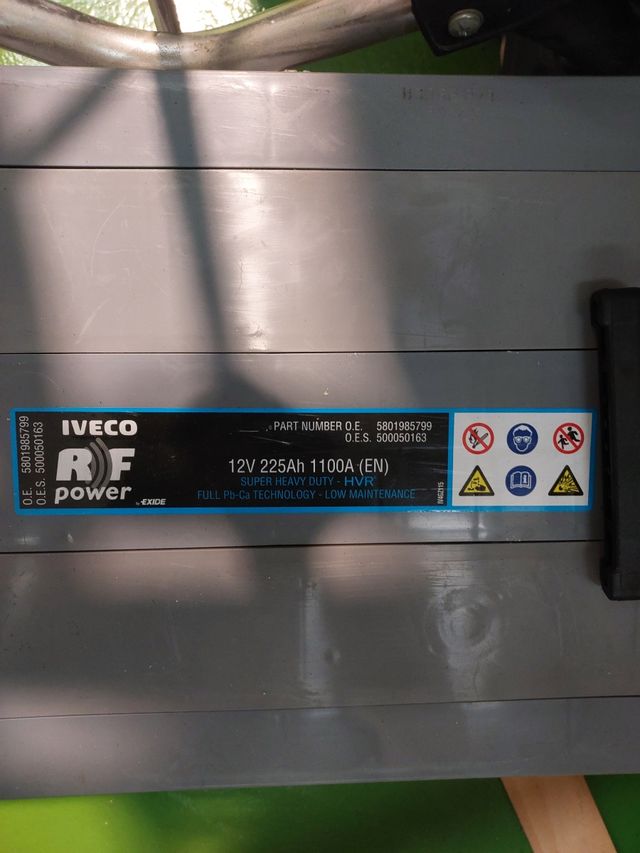 O.E. 5801985799
O.E.S. 500050163
IVECO
RF
power
by EXIDE
PART NUMBER O.E. 5801985799
O.E.S. 500050163
12V 225Ah 1100A (EN)
SUPER HEAVY DUTY - HVR®
FULL Pb-Ca TECHNOLOGY - LOW MAINTENANCE